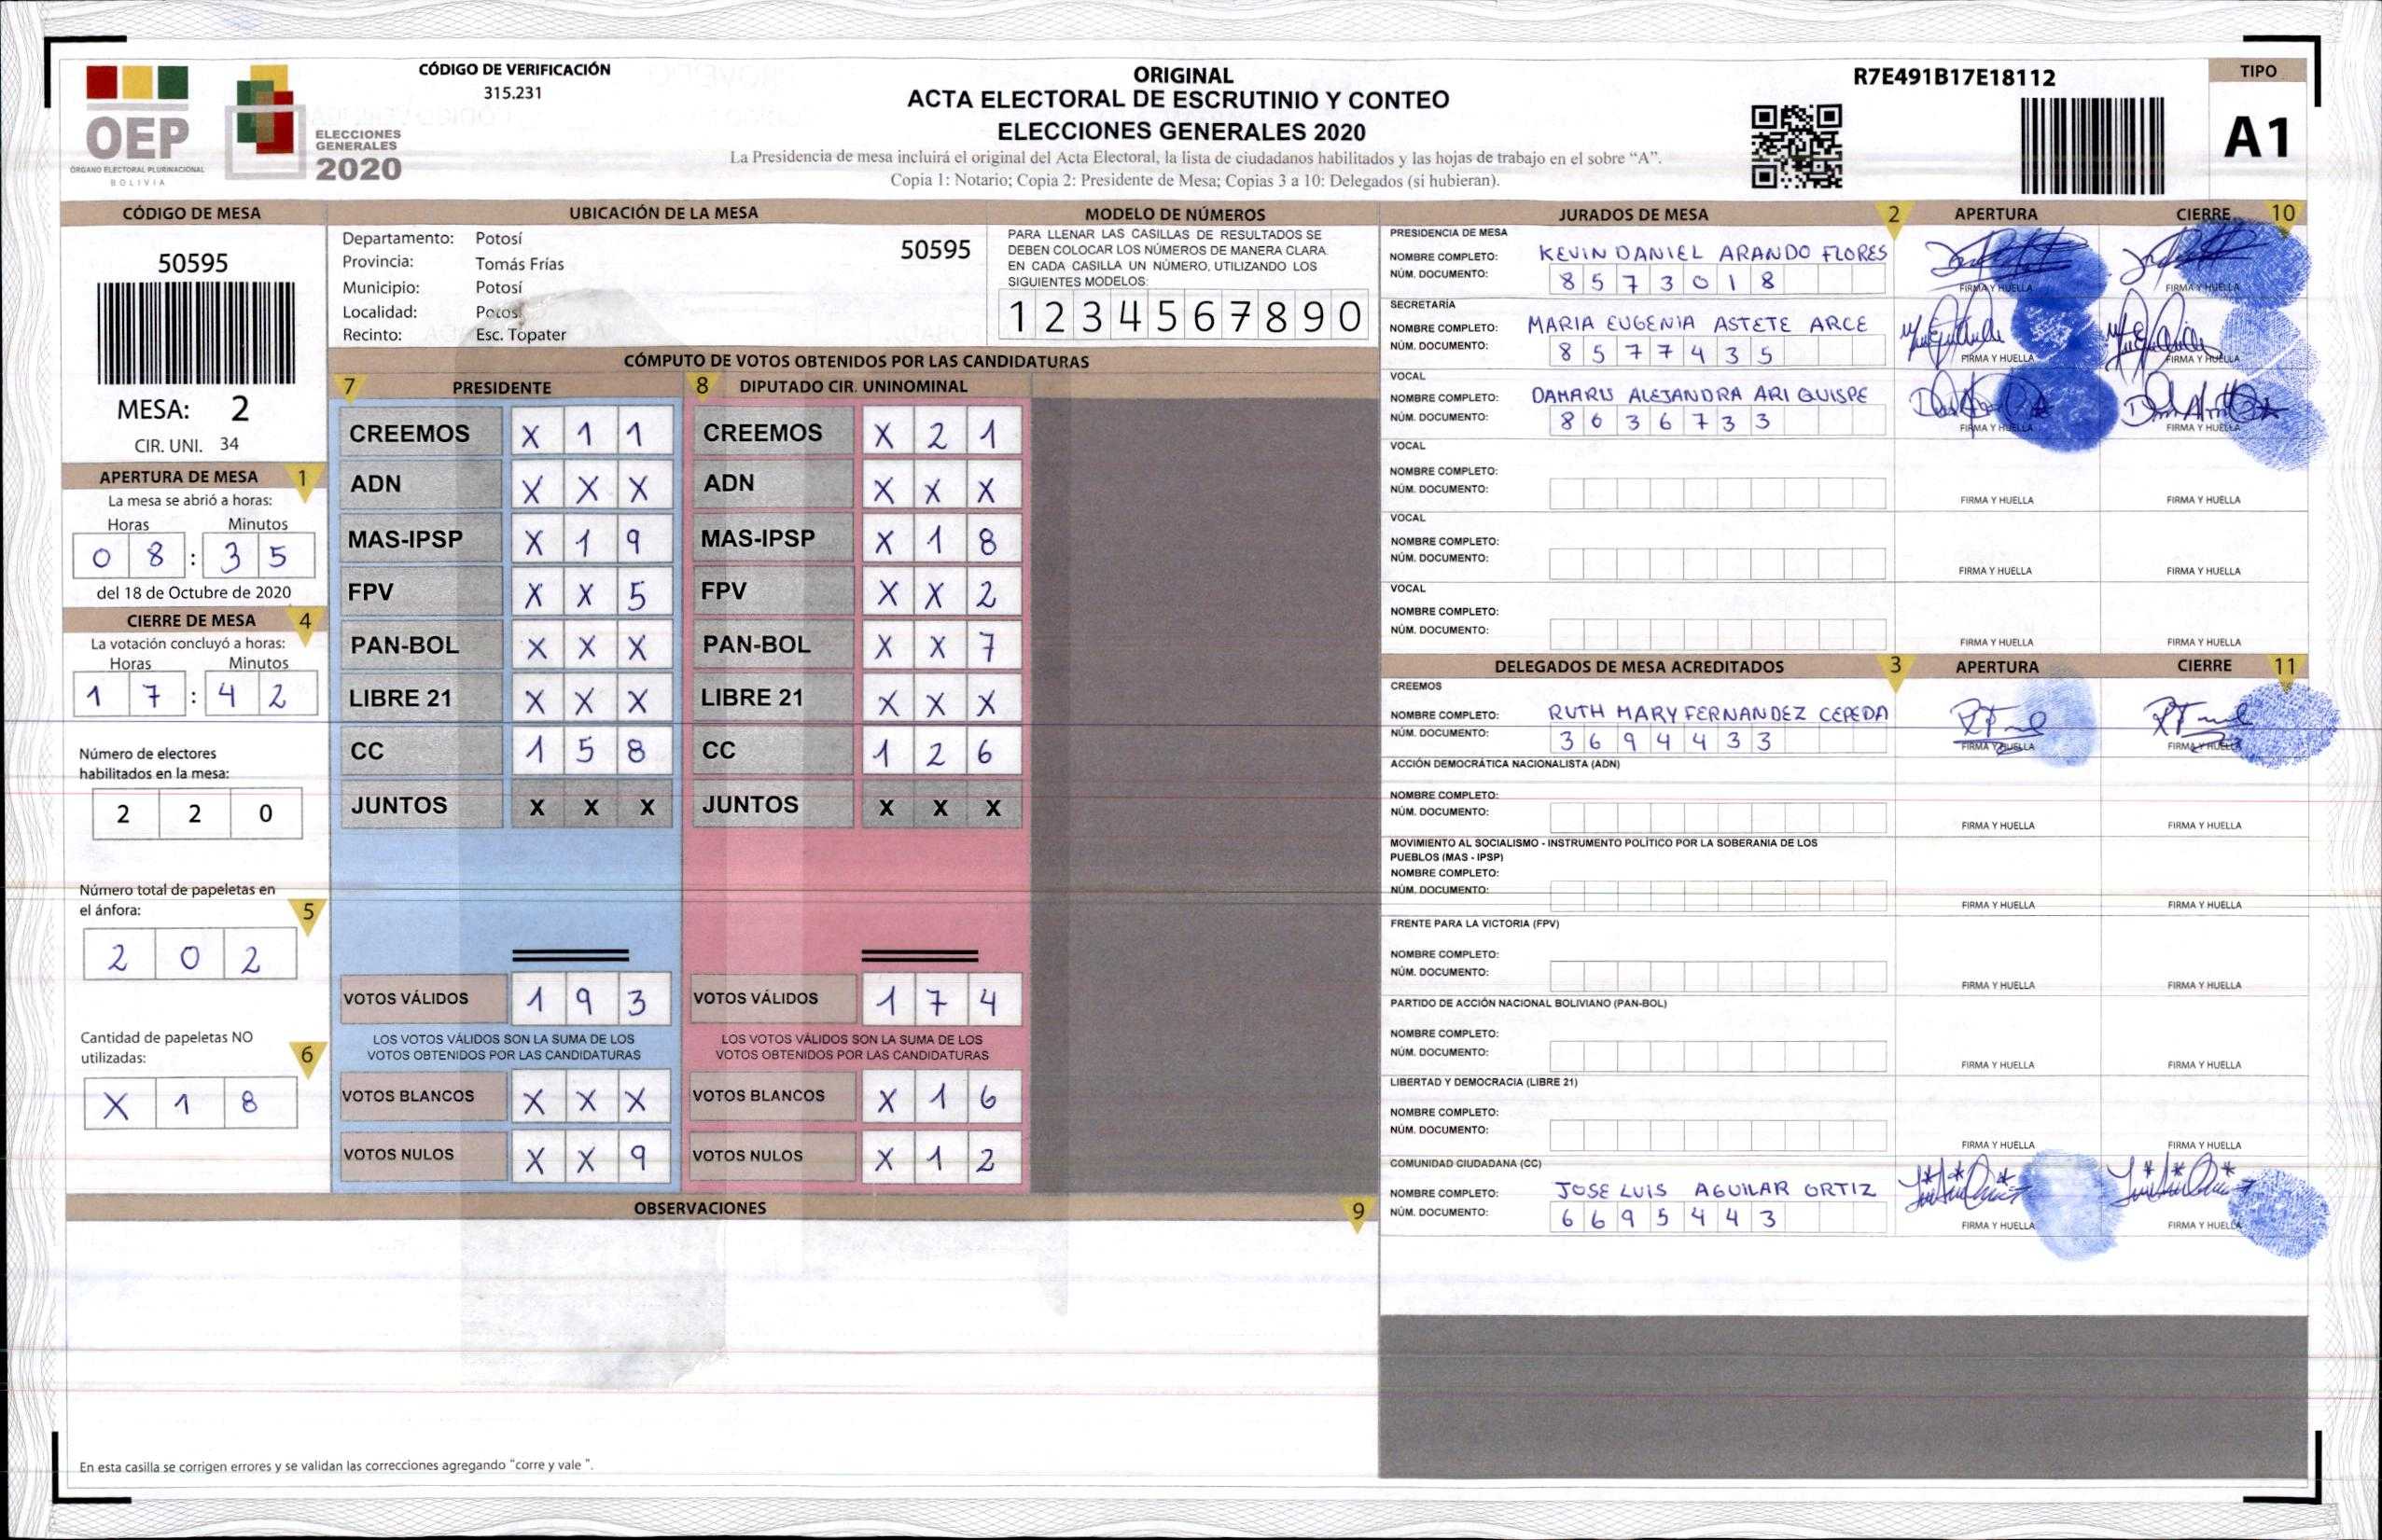 CÓDIGO DE VERIFICACIÓN
315.231
OEP
ÓRGANO ELECTORAL PLURINACIONAL
BOLIVIA
ELECCIONES
GENERALES
2020
ORIGINAL
ACTA ELECTORAL DE ESCRUTINIO Y CONTEO
ELECCIONES GENERALES 2020
La Presidencia de mesa incluirá el original del Acta Electoral, la lista de ciudadanos habilitados y las hojas de trabajo en el sobre “A”.
Copia 1: Notario; Copia 2: Presidente de Mesa; Copias 3 a 10: Delegados (si hubieran).
R7E491B17E18112
TIPO
A1
CÓDIGO DE MESA
50595
MESA: 2
CIR. UNI. 34
APERTURA DE MESA 1
La mesa se abrió a horas:
Horas Minutos
0 8 : 3 5
del 18 de Octubre de 2020
CIERRE DE MESA 4
La votación concluyó a horas:
Horas Minutos
1 7 : 4 2
Número de electores
habilitados en la mesa:
2 2 0
Número total de papeletas en
el ánfora:
5
2 0 2
Cantidad de papeletas NO
utilizadas:
6
X 1 8
UBICACIÓN DE LA MESA
Departamento: Potosí
50595
Provincia: Tomás Frías
Municipio: Potosí
Localidad: Potosí
Recinto: Esc. Topater
MODELO DE NÚMEROS
PARA LLENAR LAS CASILLAS DE RESULTADOS SE
DEBEN COLOCAR LOS NÚMEROS DE MANERA CLARA.
EN CADA CASILLA UN NÚMERO, UTILIZANDO LOS
SIGUIENTES MODELOS:
1 2 3 4 5 6 7 8 9 0
CÓMPUTO DE VOTOS OBTENIDOS POR LAS CANDIDATURAS
7 PRESIDENTE
CREEMOS X 1 1
ADN X X X
MAS-IPSP X 1 9
FPV X X 5
PAN-BOL X X X
LIBRE 21 X X X
CC 1 5 8
JUNTOS X X X
VOTOS VÁLIDOS 1 9 3
LOS VOTOS VÁLIDOS SON LA SUMA DE LOS
VOTOS OBTENIDOS POR LAS CANDIDATURAS
VOTOS BLANCOS X X X
VOTOS NULOS X X 9
8 DIPUTADO CIR. UNINOMINAL
CREEMOS X 2 1
ADN X X X
MAS-IPSP X 1 8
FPV X X 2
PAN-BOL X X 7
LIBRE 21 X X X
CC 1 2 6
JUNTOS X X X
VOTOS VÁLIDOS 1 7 4
LOS VOTOS VÁLIDOS SON LA SUMA DE LOS
VOTOS OBTENIDOS POR LAS CANDIDATURAS
VOTOS BLANCOS X 1 6
VOTOS NULOS X 1 2
OBSERVACIONES 9
En esta casilla se corrigen errores y se validan las correcciones agregando "corre y vale ".
JURADOS DE MESA 2 APERTURA CIERRE 10
PRESIDENCIA DE MESA
NOMBRE COMPLETO: KEVIN DANIEL ARANDO FLORES
NÚM. DOCUMENTO: 8 5 7 3 0 1 8
FIRMA Y HUELLA FIRMA Y HUELLA
SECRETARÍA
NOMBRE COMPLETO: MARIA EUGENIA ASTETE ARCE
NÚM. DOCUMENTO: 8 5 7 7 4 3 5
FIRMA Y HUELLA FIRMA Y HUELLA
VOCAL
NOMBRE COMPLETO: DAMARIS ALEJANDRA ARI QUISPE
NÚM. DOCUMENTO: 8 6 3 6 7 3 3
FIRMA Y HUELLA FIRMA Y HUELLA
VOCAL
NOMBRE COMPLETO:
NÚM. DOCUMENTO:
FIRMA Y HUELLA FIRMA Y HUELLA
VOCAL
NOMBRE COMPLETO:
NÚM. DOCUMENTO:
FIRMA Y HUELLA FIRMA Y HUELLA
VOCAL
NOMBRE COMPLETO:
NÚM. DOCUMENTO:
FIRMA Y HUELLA FIRMA Y HUELLA
DELEGADOS DE MESA ACREDITADOS 3 APERTURA CIERRE 11
CREEMOS
NOMBRE COMPLETO: RUTH MARY FERNANDEZ CEPEDA
NÚM. DOCUMENTO: 3 6 9 4 4 3 3
FIRMA Y HUELLA FIRMA Y HUELLA
ACCIÓN DEMOCRÁTICA NACIONALISTA (ADN)
NOMBRE COMPLETO:
NÚM. DOCUMENTO:
FIRMA Y HUELLA FIRMA Y HUELLA
MOVIMIENTO AL SOCIALISMO - INSTRUMENTO POLÍTICO POR LA SOBERANIA DE LOS
PUEBLOS (MAS - IPSP)
NOMBRE COMPLETO:
NÚM. DOCUMENTO:
FIRMA Y HUELLA FIRMA Y HUELLA
FRENTE PARA LA VICTORIA (FPV)
NOMBRE COMPLETO:
NÚM. DOCUMENTO:
FIRMA Y HUELLA FIRMA Y HUELLA
PARTIDO DE ACCIÓN NACIONAL BOLIVIANO (PAN-BOL)
NOMBRE COMPLETO:
NÚM. DOCUMENTO:
FIRMA Y HUELLA FIRMA Y HUELLA
LIBERTAD Y DEMOCRACIA (LIBRE 21)
NOMBRE COMPLETO:
NÚM. DOCUMENTO:
FIRMA Y HUELLA FIRMA Y HUELLA
COMUNIDAD CIUDADANA (CC)
NOMBRE COMPLETO: JOSE LUIS AGUILAR ORTIZ
NÚM. DOCUMENTO: 6 6 9 5 4 4 3
FIRMA Y HUELLA FIRMA Y HUELLA